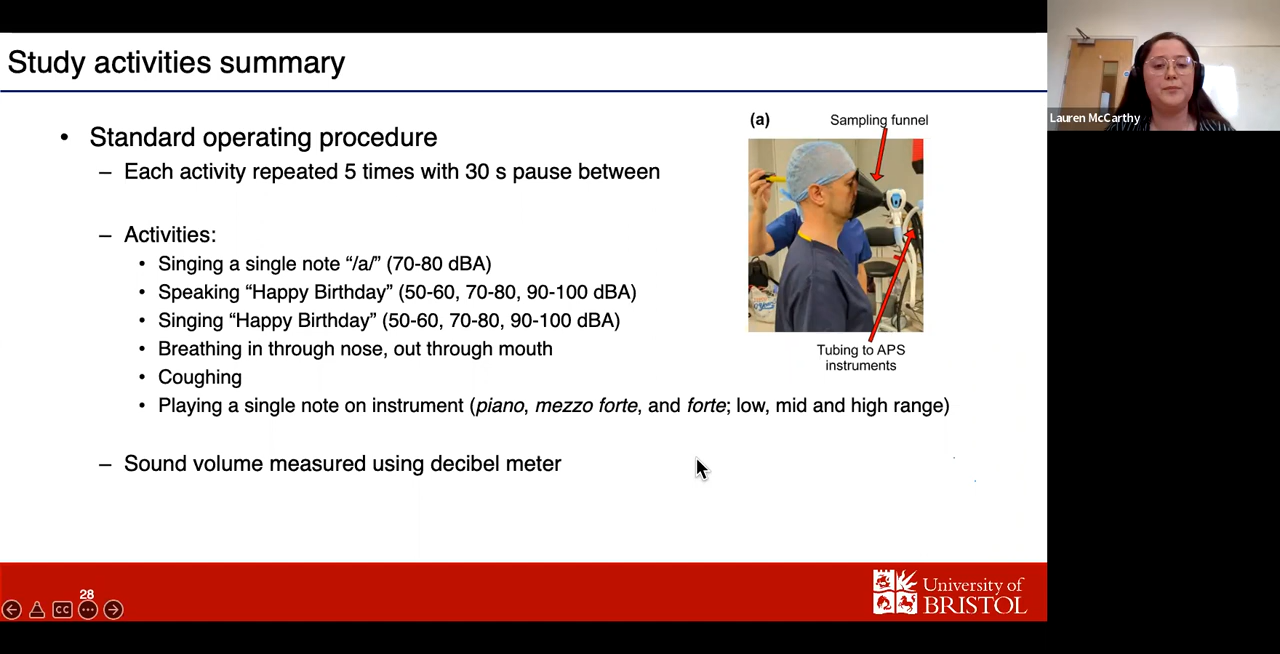 Study activities summary
• Standard operating procedure
– Each activity repeated 5 times with 30 s pause between
– Activities:
• Singing a single note “/a/” (70-80 dBA)
• Speaking “Happy Birthday” (50-60, 70-80, 90-100 dBA)
• Singing “Happy Birthday” (50-60, 70-80, 90-100 dBA)
• Breathing in through nose, out through mouth
• Coughing
• Playing a single note on instrument (piano, mezzo forte, and forte; low, mid and high range)
– Sound volume measured using decibel meter
(a)
Sampling funnel
Tubing to APS
instruments
Lauren McCarthy
28
CC
University of
BRISTOL